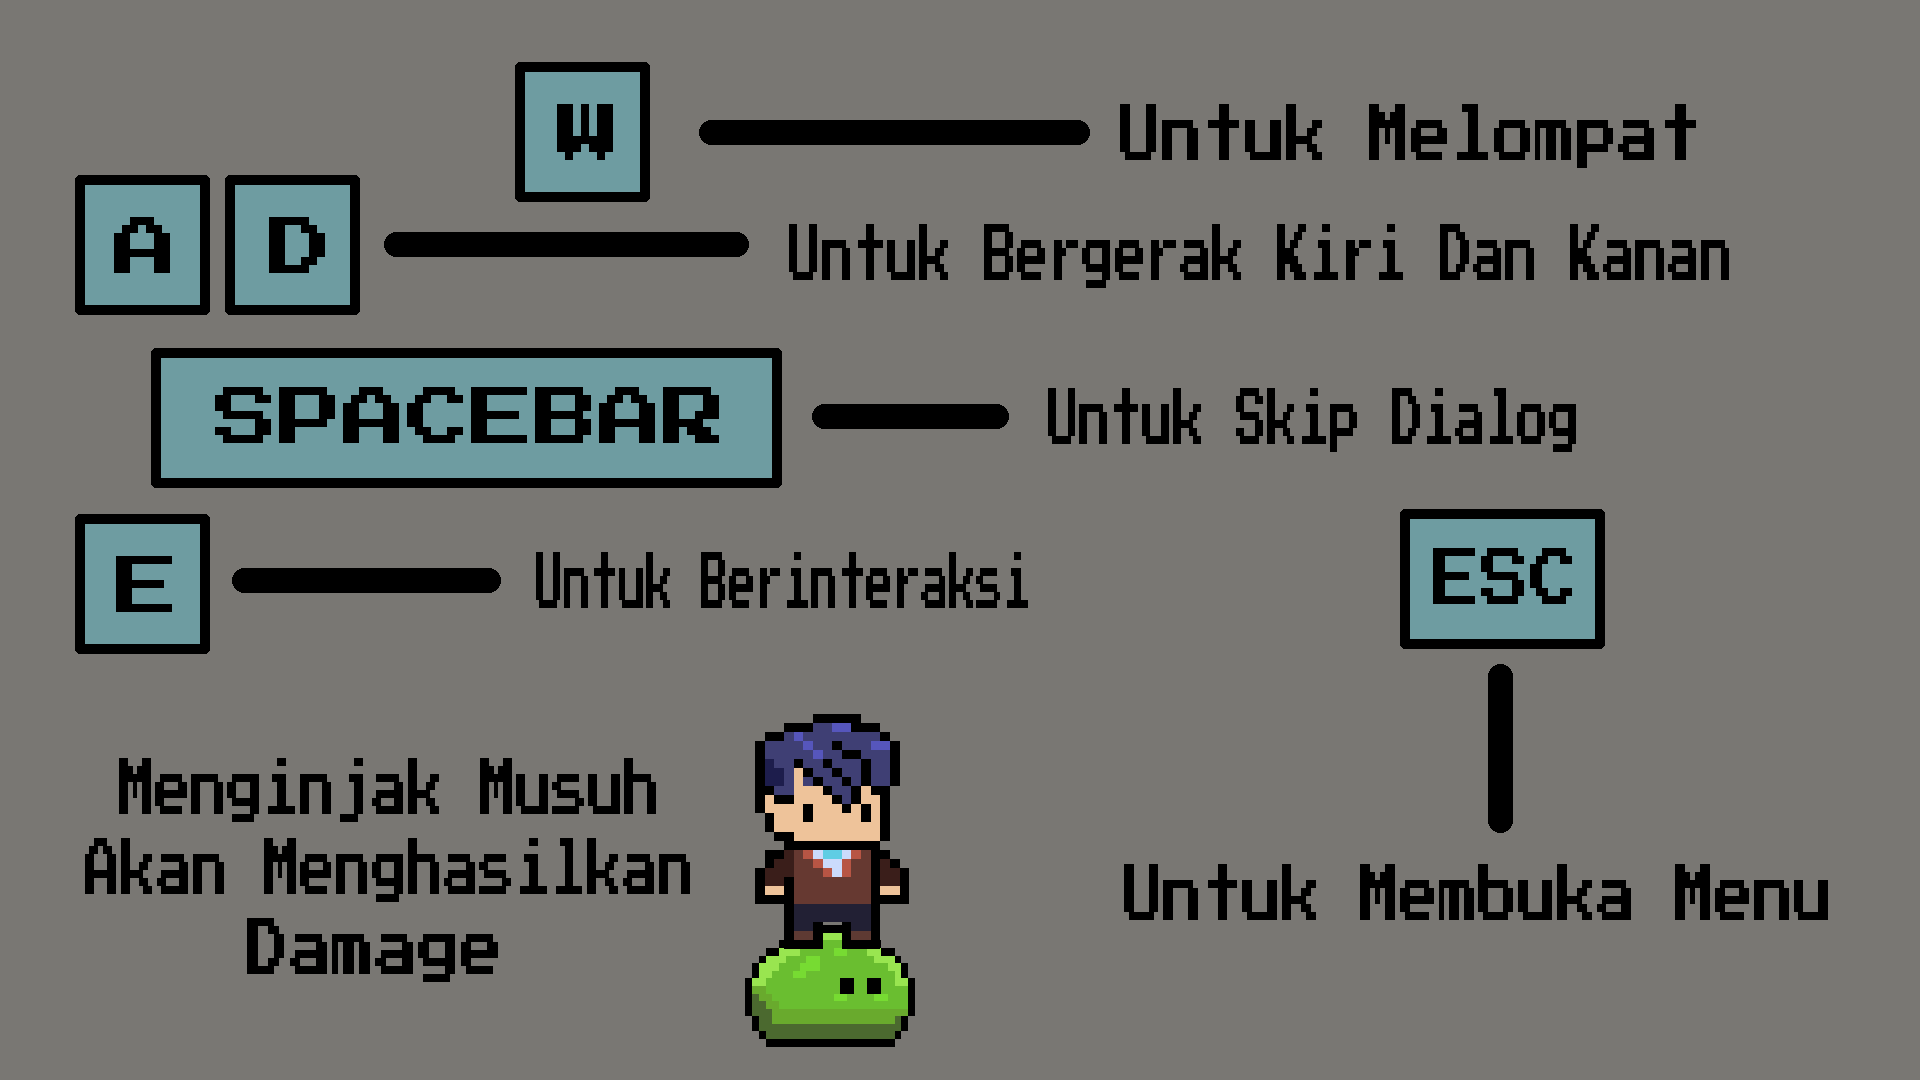 W
Untuk Melompat
A D
Untuk Bergerak Kiri Dan Kanan
SPACEBAR
Untuk Skip Dialog
E
Untuk Berinteraksi
ESC
Untuk Membuka Menu
Menginjak Musuh
Akan Menghasilkan
Damage